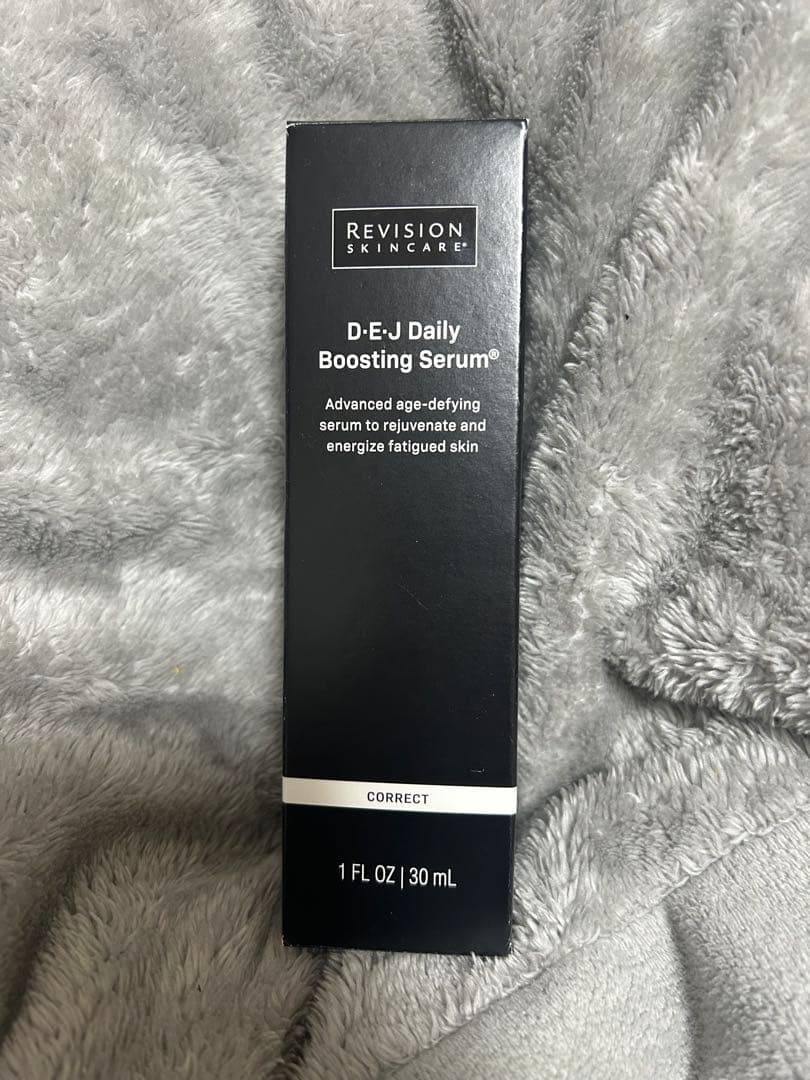 REVISION
SKINCARE®
D·E·J Daily
Boosting Serum®
Advanced age-defying
serum to rejuvenate and
energize fatigued skin
CORRECT
1 FL OZ | 30 mL